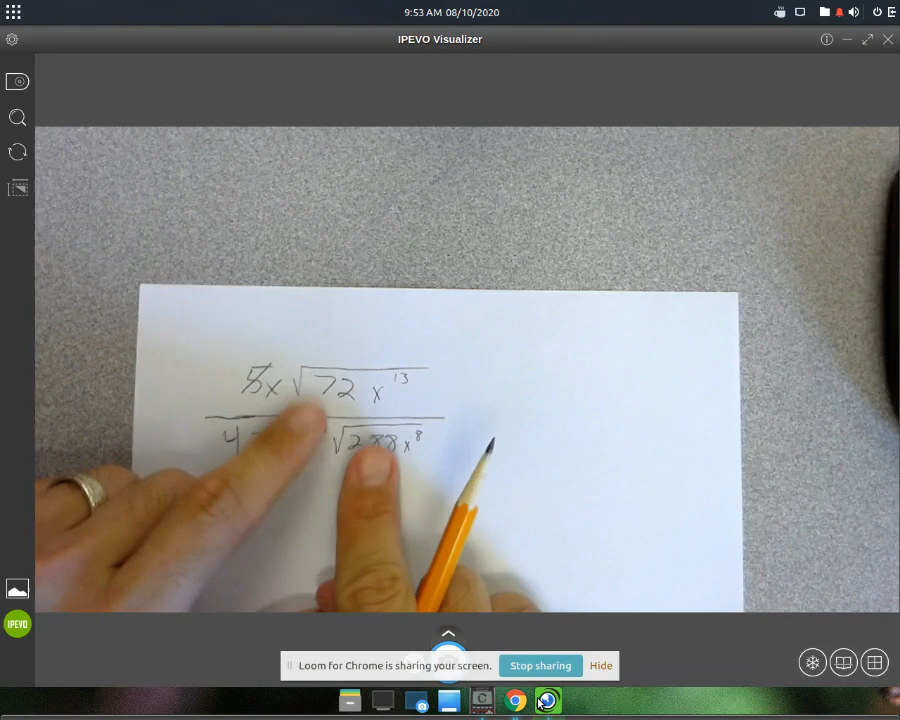 9:53 AM 08/10/2020
IPEVO Visualizer
5x √72 x¹³
4 √288x⁸
IPEVO
Loom for Chrome is sharing your screen. Stop sharing Hide